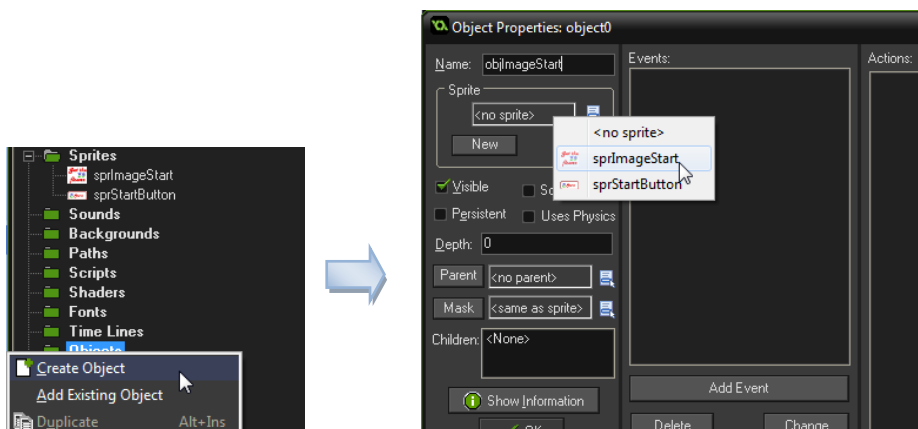 Sprites
sprImageStart
sprStartButton
Sounds
Backgrounds
Paths
Scripts
Shaders
Fonts
Time Lines
Objects
Create Object
Add Existing Object
Duplicate Alt+Ins
Object Properties: object0
Name: objImageStart
Sprite
<no sprite>
New
<no sprite>
sprImageStart
sprStartButton
Visible
Persistent Uses Physics
Depth: 0
Parent <no parent>
Mask <same as sprite>
Children: <None>
Show Information
OK
Events:
Add Event
Delete Change
Actions: